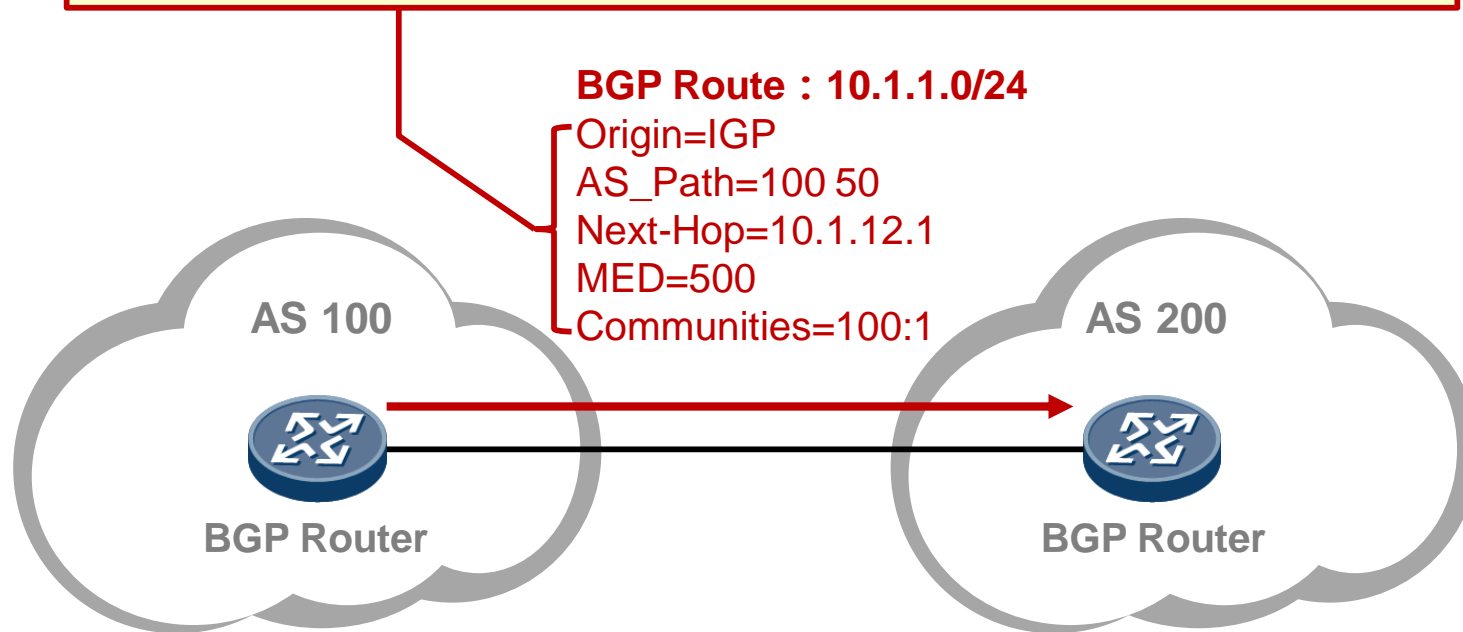 BGP Route：10.1.1.0/24
Origin=IGP
AS_Path=100 50
Next-Hop=10.1.12.1
MED=500
Communities=100:1
AS 100
AS 200
BGP Router
BGP Router